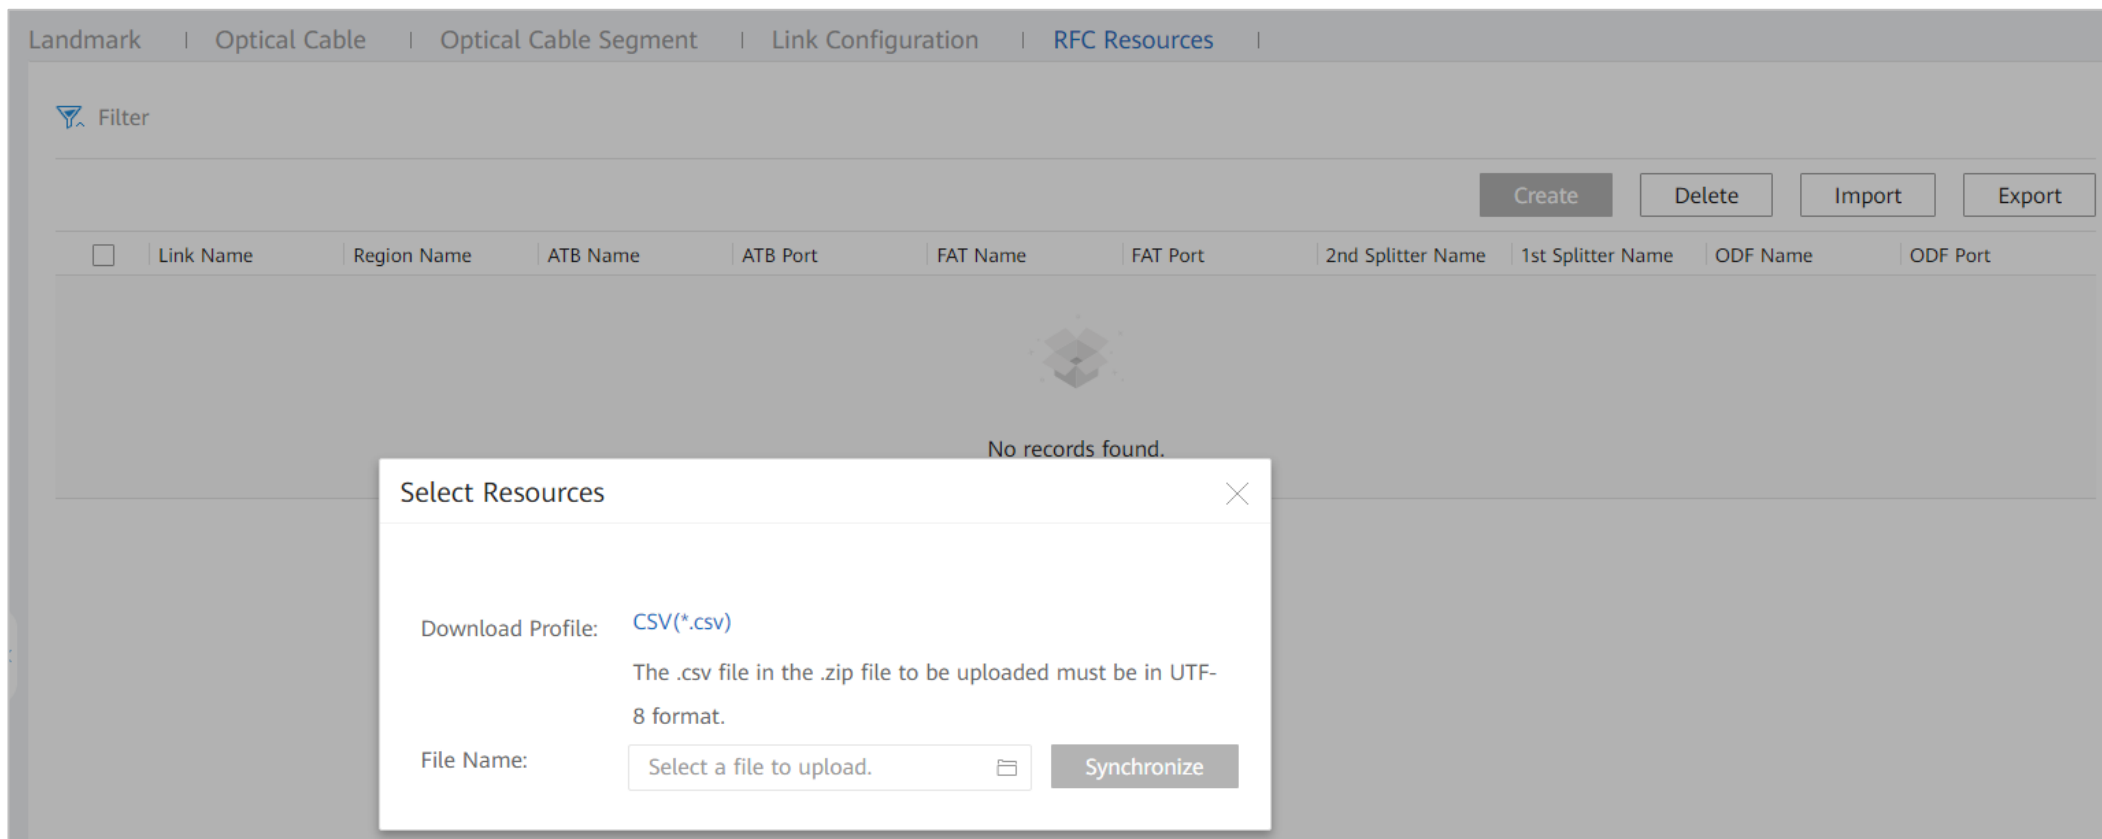 Landmark | Optical Cable | Optical Cable Segment | Link Configuration | RFC Resources |
Filter
Create Delete Import Export
Link Name Region Name ATB Name ATB Port FAT Name FAT Port 2nd Splitter Name 1st Splitter Name ODF Name ODF Port
No records found.
Select Resources
Download Profile: CSV(*.csv)
The .csv file in the .zip file to be uploaded must be in UTF-
8 format.
File Name: Select a file to upload. Synchronize